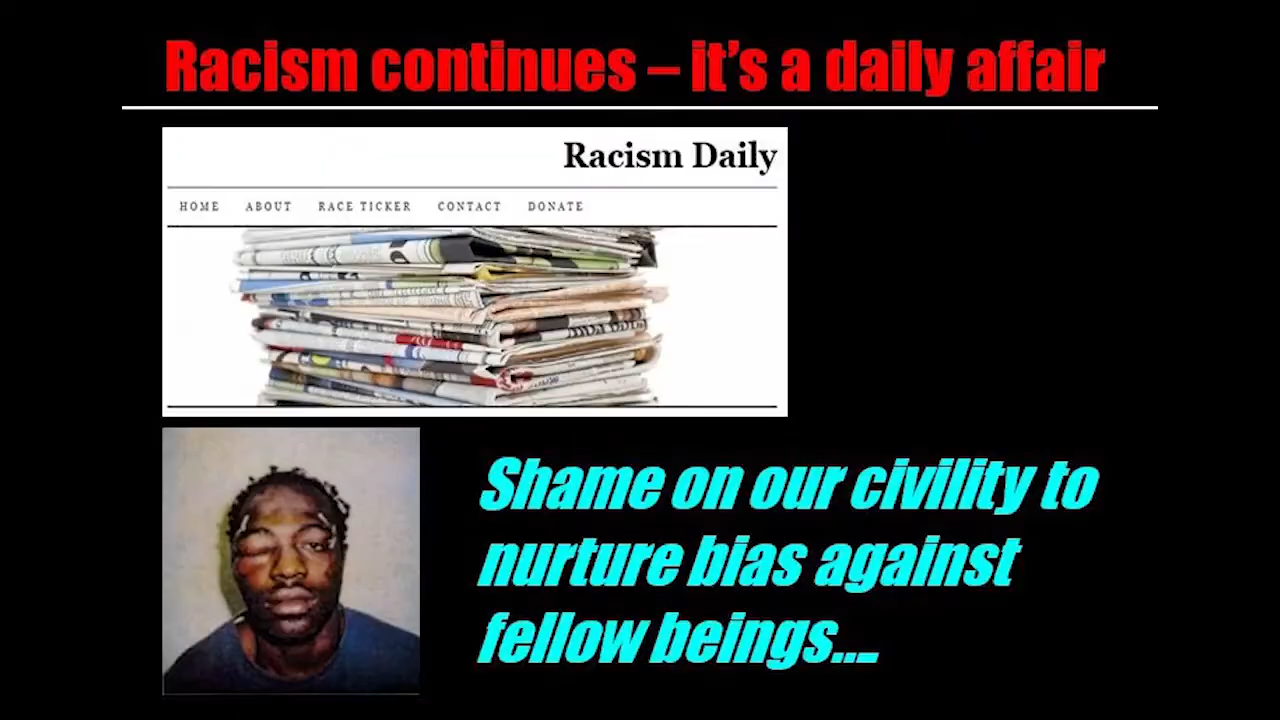 Racism continues – it's a daily affair
Racism Daily
HOME ABOUT RACE TICKER CONTACT DONATE
Shame on our civility to
nurture bias against
fellow beings....